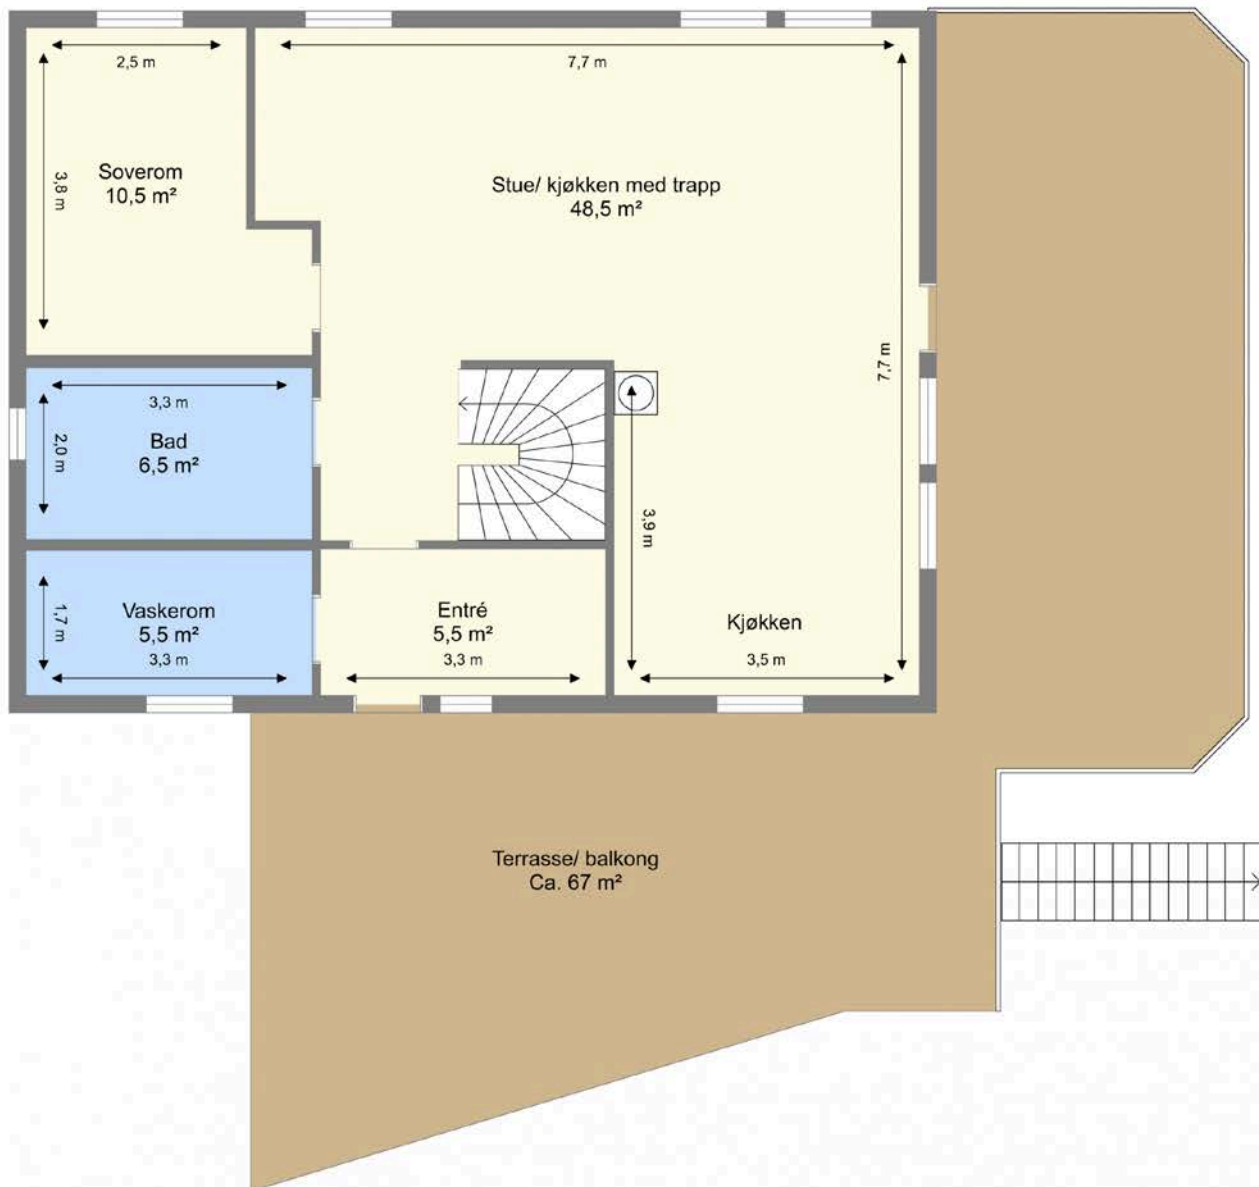 2,5 m
7,7 m
3,8 m
Soverom
10,5 m²
Stue/ kjøkken med trapp
48,5 m²
7,7 m
3,3 m
2,0 m
Bad
6,5 m²
3,9 m
1,7 m
Vaskerom
5,5 m²
3,3 m
Entré
5,5 m²
3,3 m
Kjøkken
3,5 m
Terrasse/ balkong
Ca. 67 m²